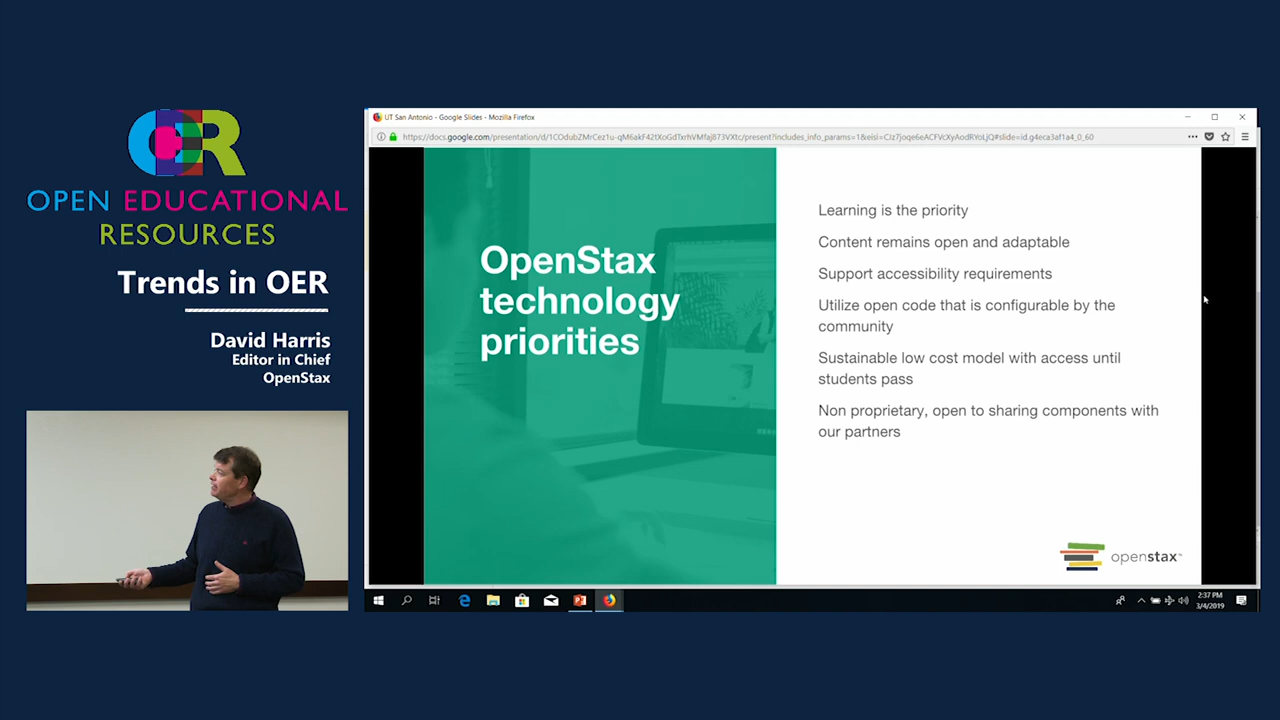 OER
OPEN EDUCATIONAL
RESOURCES
Trends in OER
David Harris
Editor in Chief
OpenStax
UT San Antonio - Google Slides - Mozilla Firefox
OpenStax
technology
priorities
Learning is the priority
Content remains open and adaptable
Support accessibility requirements
Utilize open code that is configurable by the
community
Sustainable low cost model with access until
students pass
Non proprietary, open to sharing components with
our partners
openstax™
2:37 PM
3/4/2019